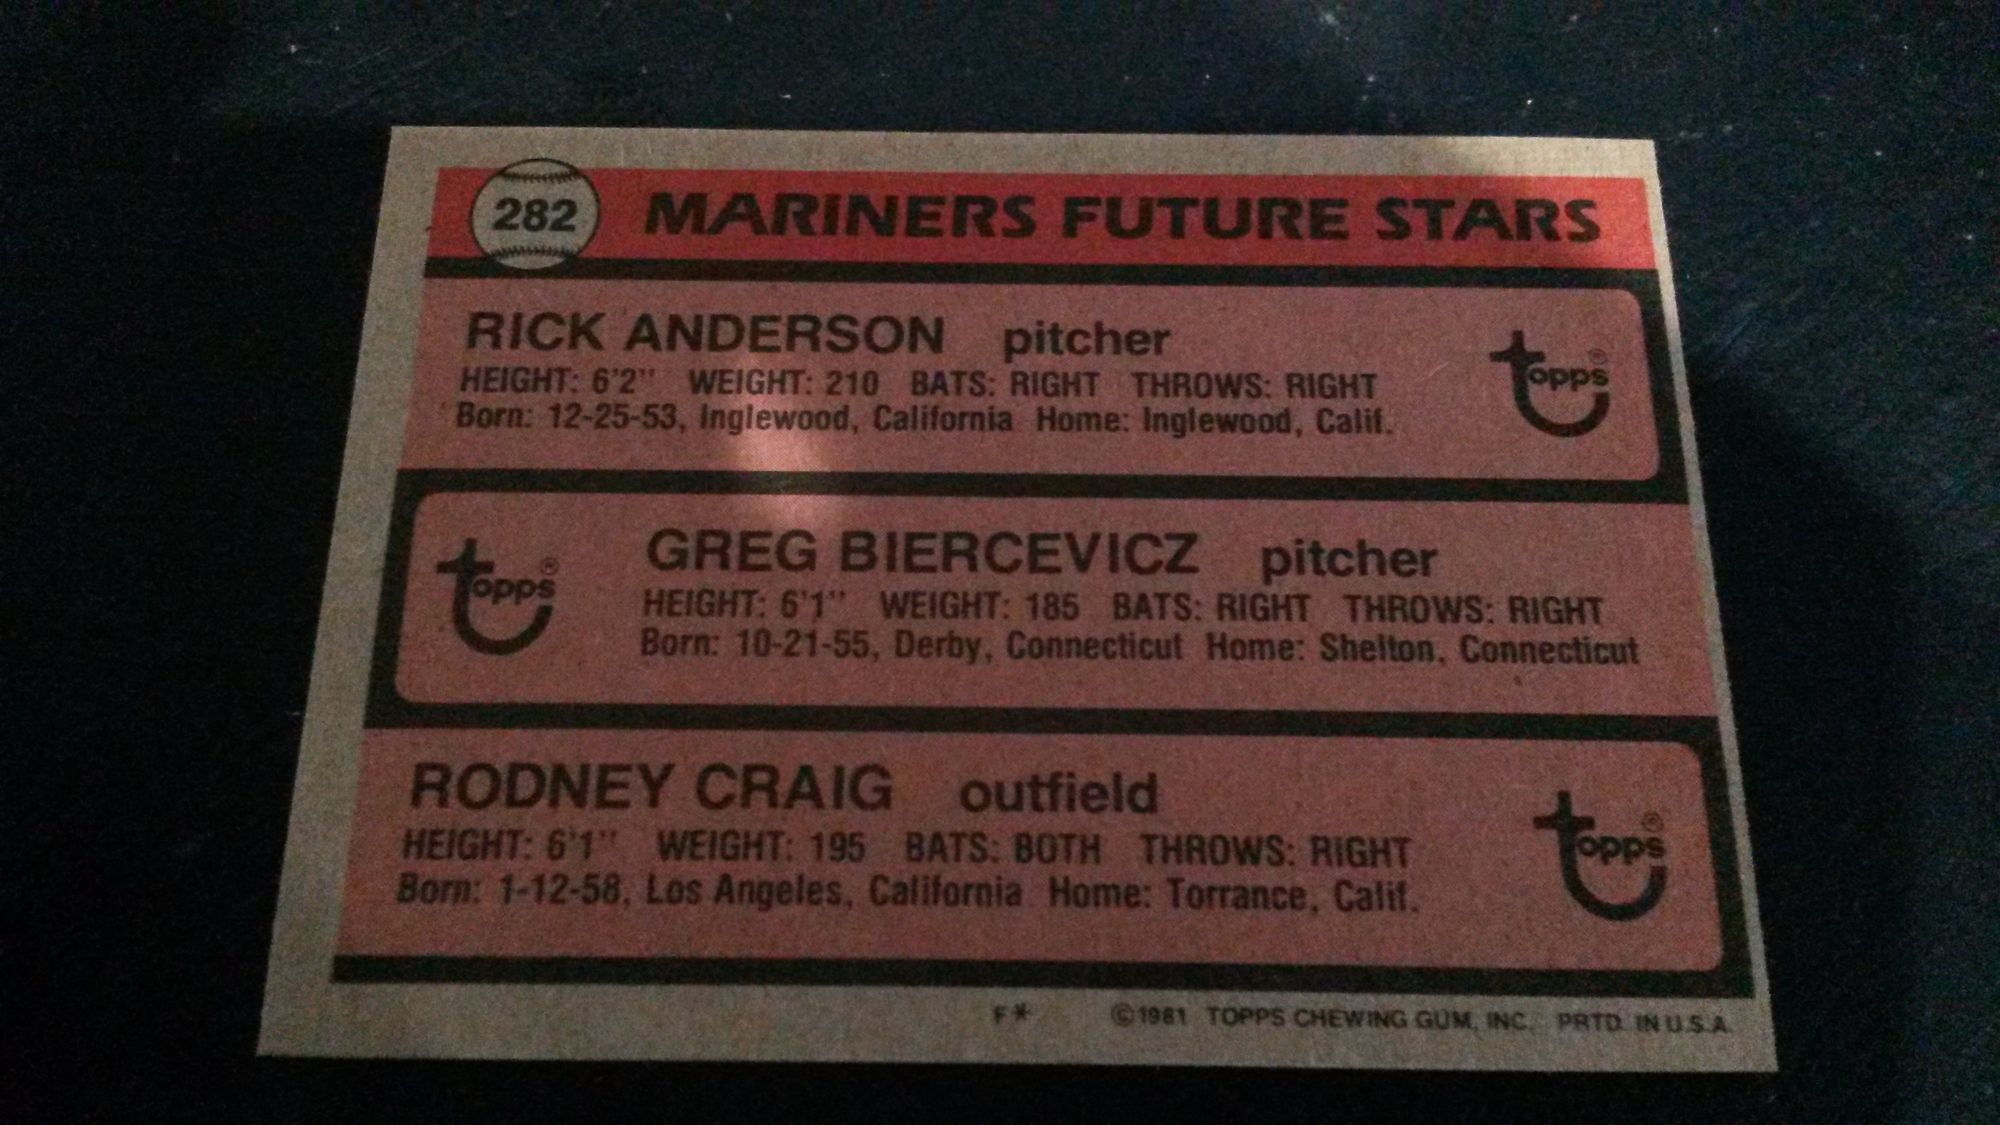 282 MARINERS FUTURE STARS
RICK ANDERSON pitcher
HEIGHT: 6'2" WEIGHT: 210 BATS: RIGHT THROWS: RIGHT
Born: 12-25-53, Inglewood, California Home: Inglewood, Calif.
topps®
topps®
GREG BIERCEVICZ pitcher
HEIGHT: 6'1" WEIGHT: 185 BATS: RIGHT THROWS: RIGHT
Born: 10-21-55, Derby, Connecticut Home: Shelton, Connecticut
RODNEY CRAIG outfield
HEIGHT: 6'1" WEIGHT: 195 BATS: BOTH THROWS: RIGHT
Born: 1-12-58, Los Angeles, California Home: Torrance, Calif.
topps®
F* ©1981 TOPPS CHEWING GUM, INC. PRTD. IN U.S.A.